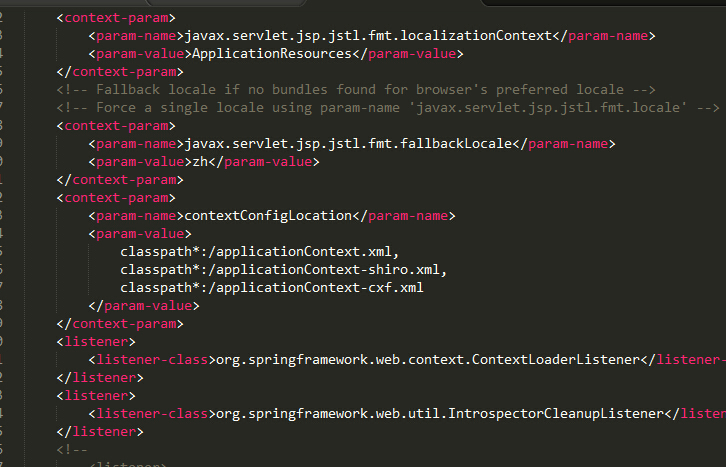 <context-param>
<param-name>javax.servlet.jsp.jstl.fmt.localizationContext</param-name>
<param-value>ApplicationResources</param-value>
</context-param>
<!-- Fallback locale if no bundles found for browser's preferred locale -->
<!-- Force a single locale using param-name 'javax.servlet.jsp.jstl.fmt.locale' -->
<context-param>
<param-name>javax.servlet.jsp.jstl.fmt.fallbackLocale</param-name>
<param-value>zh</param-value>
</context-param>
<context-param>
<param-name>contextConfigLocation</param-name>
<param-value>
classpath*:/applicationContext.xml,
classpath*:/applicationContext-shiro.xml,
classpath*:/applicationContext-cxf.xml
</param-value>
</context-param>
<listener>
<listener-class>org.springframework.web.context.ContextLoaderListener</listener-
</listener>
<listener>
<listener-class>org.springframework.web.util.IntrospectorCleanupListener</listen
</listener>
<!--
<listener>